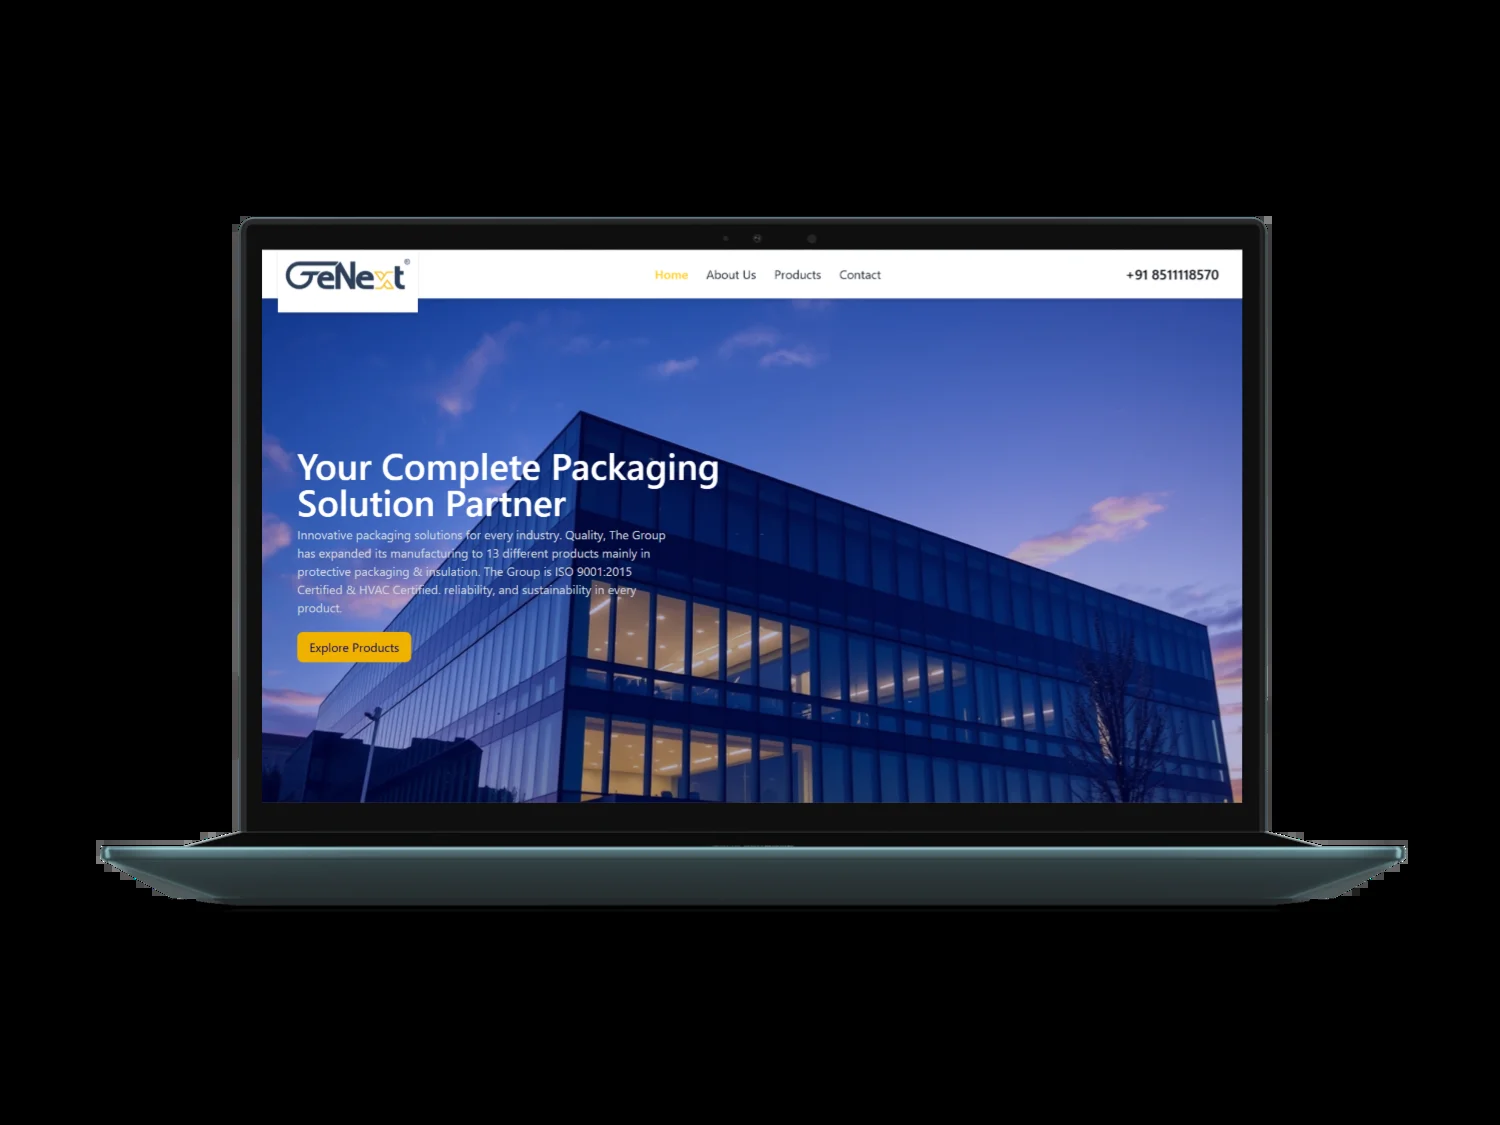 GeNext®
Home
About Us
Products
Contact
+91 8511118570
Your Complete Packaging
Solution Partner
Innovative packaging solutions for every industry. Quality, The Group
has expanded its manufacturing to 13 different products mainly in
protective packaging & insulation. The Group is ISO 9001:2015
Certified & HVAC Certified. reliability, and sustainability in every
product.
Explore Products